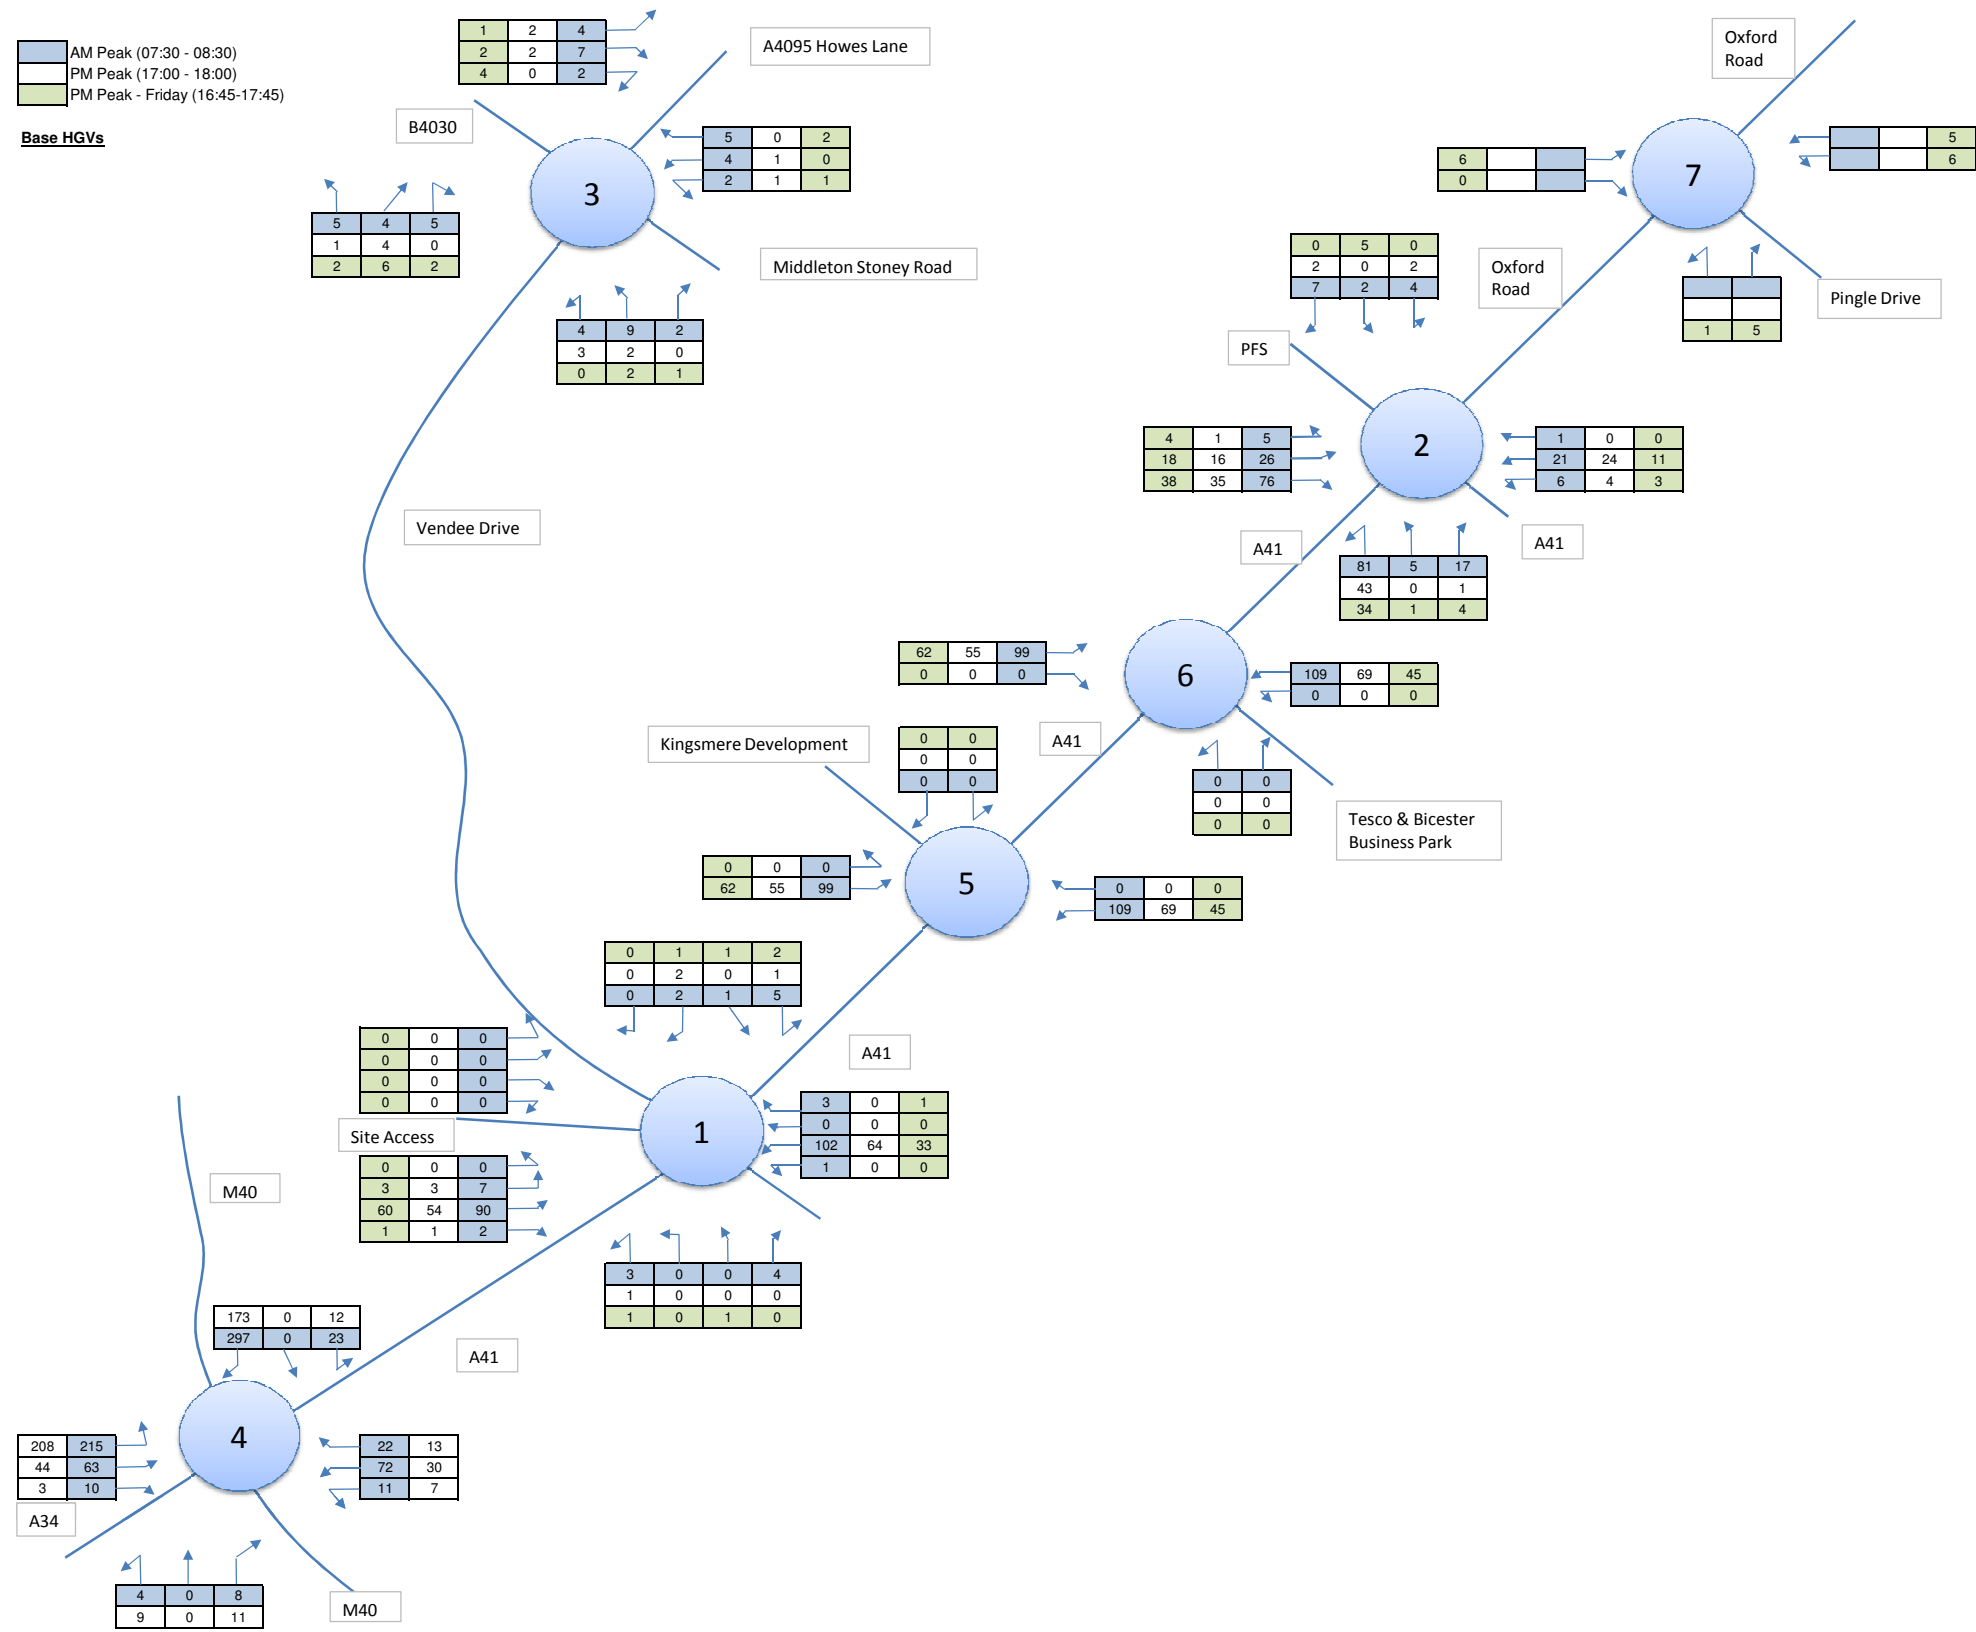 AM Peak (07:30 - 08:30)
PM Peak (17:00 - 18:00)
PM Peak - Friday (16:45-17:45)
Base HGVs
1 2 4
2 2 7
4 0 2
A4095 Howes Lane
B4030
5 0 2
4 1 0
2 1 1
3
5 4 5
1 4 0
2 6 2
Middleton Stoney Road
4 9 2
3 2 0
0 2 1
Vendee Drive
Oxford
Road
6
0
7
5
6
1 5
Pingle Drive
Oxford
Road
0 5 0
2 0 2
7 2 4
PFS
4 1 5
18 16 26
38 35 76
2
1 0 0
21 24 11
6 4 3
A41
A41
81 5 17
43 0 1
34 1 4
62 55 99
0 0 0
6
109 69 45
0 0 0
A41
0 0
0 0
0 0
Tesco & Bicester
Business Park
Kingsmere Development
0 0
0 0
0 0
0 0 0
62 55 99
5
0 0 0
109 69 45
0 1 1 2
0 2 0 1
0 2 1 5
A41
0 0 0
0 0 0
0 0 0
0 0 0
Site Access
0 0 0
3 3 7
60 54 90
1 1 2
1
3 0 1
0 0 0
102 64 33
1 0 0
3 0 0 4
1 0 0 0
1 0 1 0
M40
A41
173 0 12
297 0 23
208 215
44 63
3 10
4
22 13
72 30
11 7
A34
4 0 8
9 0 11
M40